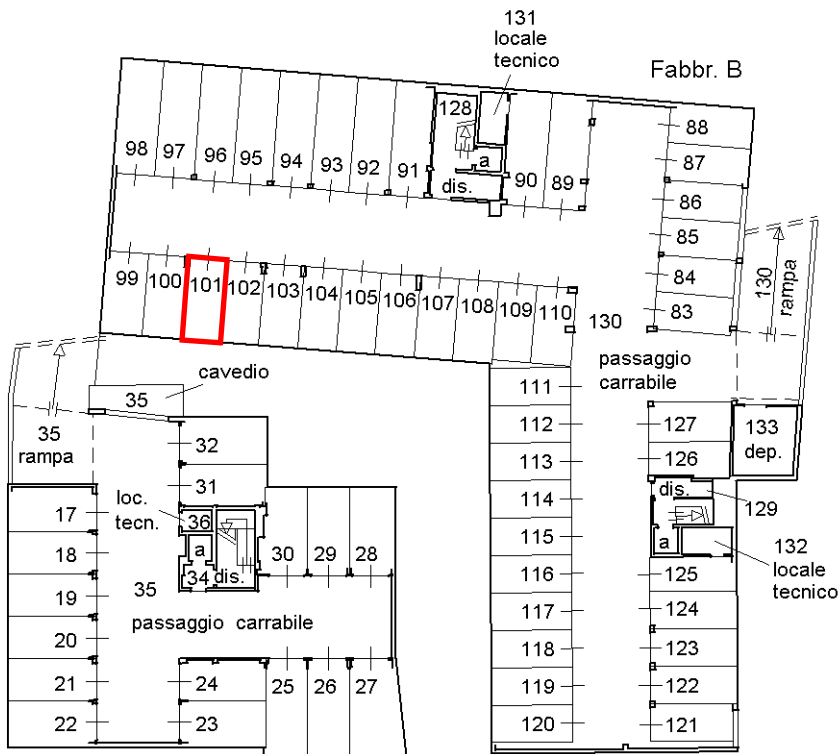 131
locale
tecnico
Fabbr. B
128
88
98 97 96 95 94 93 92 91
a
dis.
90 89
87
86
85
84
83
130
rampa
99 100 101 102 103 104 105 106 107 108 109 110
130
passaggio
carrabile
cavedio
35
35
rampa
32
31
loc.
tecn.
36
a
34 dis.
17
18
19
20
21
22
35
30 29 28
passaggio carrabile
24
23
25 26 27
111
112
113
114
115
116
117
118
119
120
127
126
133
dep.
dis.
129
a
132
locale
tecnico
125
124
123
122
121